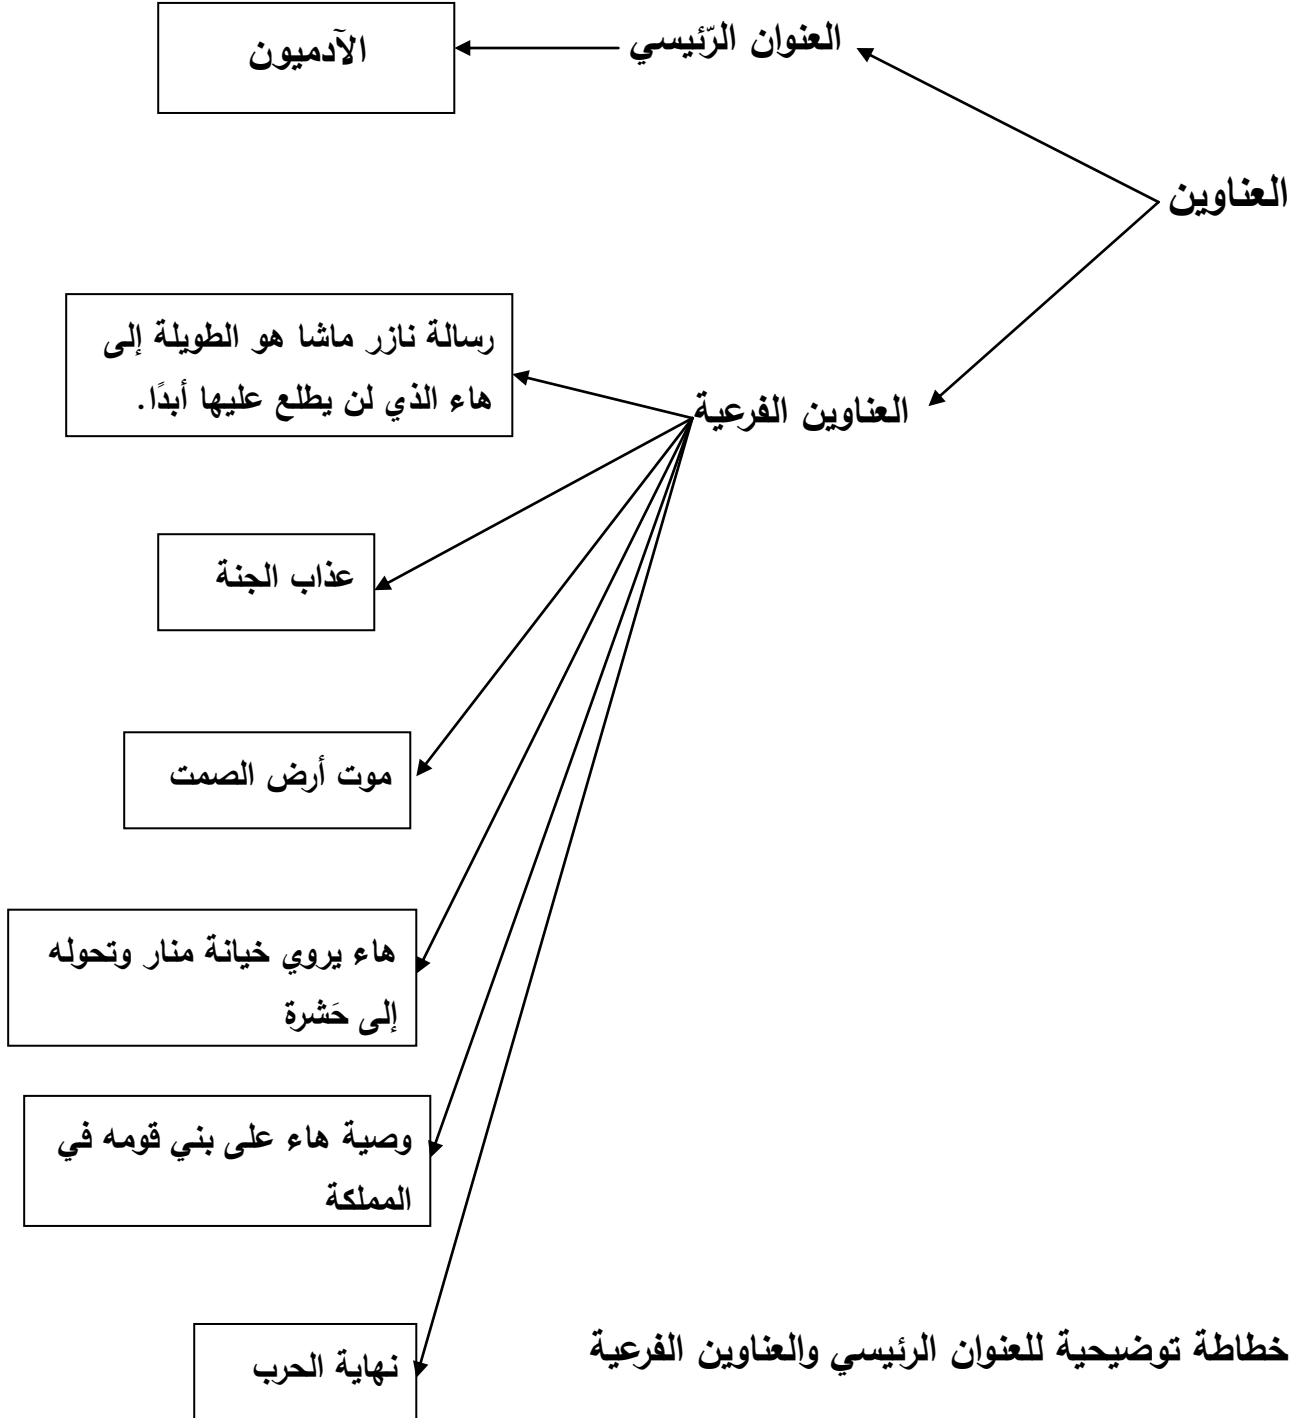 العنوان الرّئيسي
الآدميون
العناوين
رسالة نازر ماشا هو الطويلة إلى
هاء الذي لن يطلع عليها أبدًا.
العناوين الفرعية
عذاب الجنة
موت أرض الصمت
هاء يروي خيانة منار وتحوله
إلى حَشرة
وصية هاء على بني قومه في
المملكة
نهاية الحرب
خطاطة توضيحية للعنوان الرئيسي والعناوين الفرعية